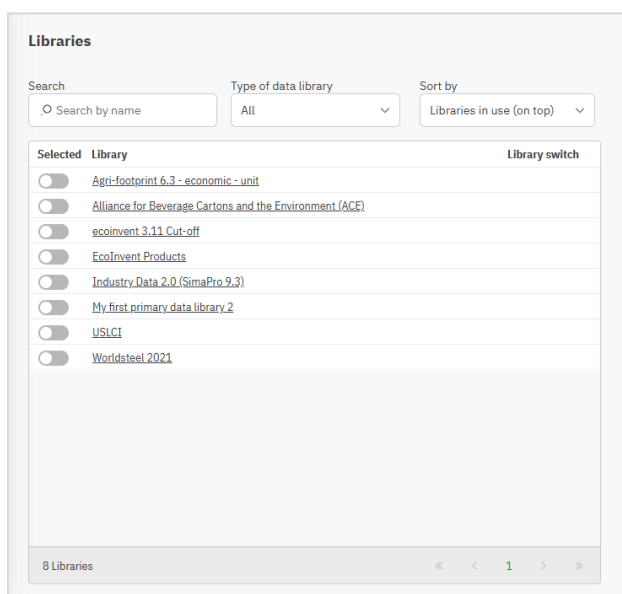 Libraries
Search Type of data library Sort by
Search by name All Libraries in use (on top)
Selected Library Library switch
Agri-footprint 6.3 - economic - unit
Alliance for Beverage Cartons and the Environment (ACE)
ecoinvent 3.11 Cut-off
EcoInvent Products
Industry Data 2.0 (SimaPro 9.3)
My first primary data library 2
USLCI
Worldsteel 2021
8 Libraries 1